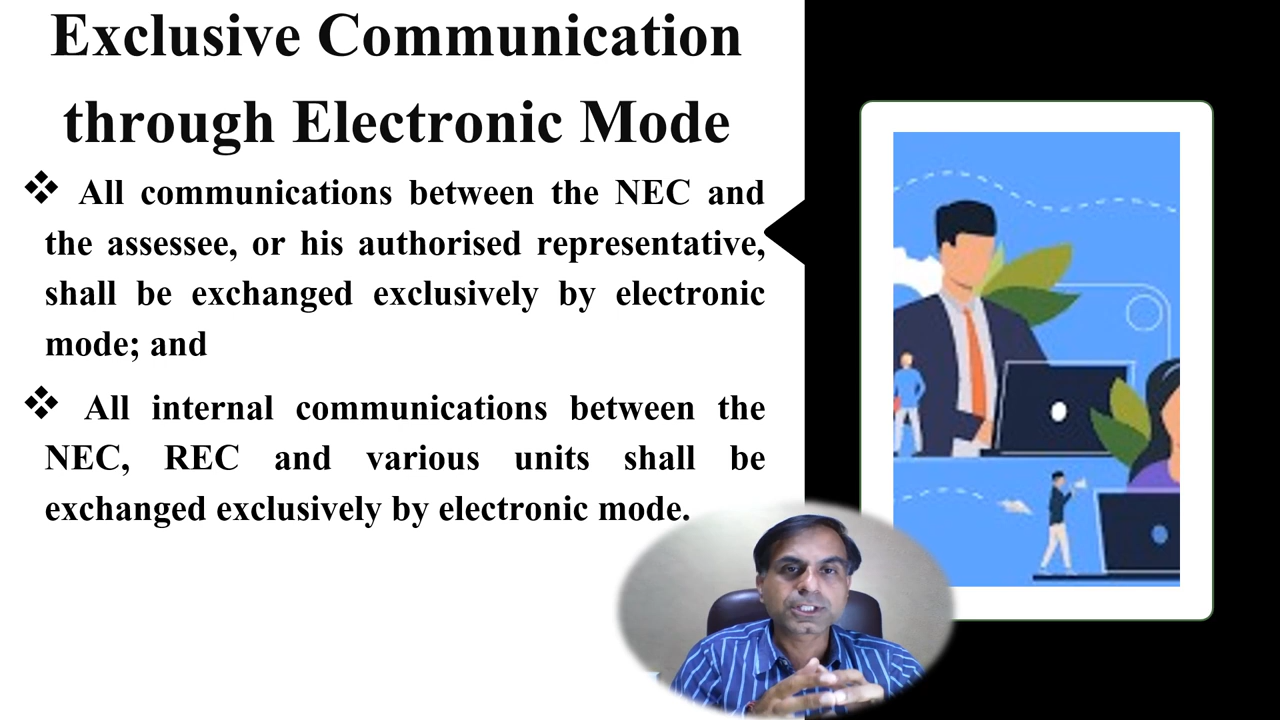 Exclusive Communication
through Electronic Mode
❖ All communications between the NEC and
the assessee, or his authorised representative,
shall be exchanged exclusively by electronic
mode; and
❖ All internal communications between the
NEC, REC and various units shall be
exchanged exclusively by electronic mode.